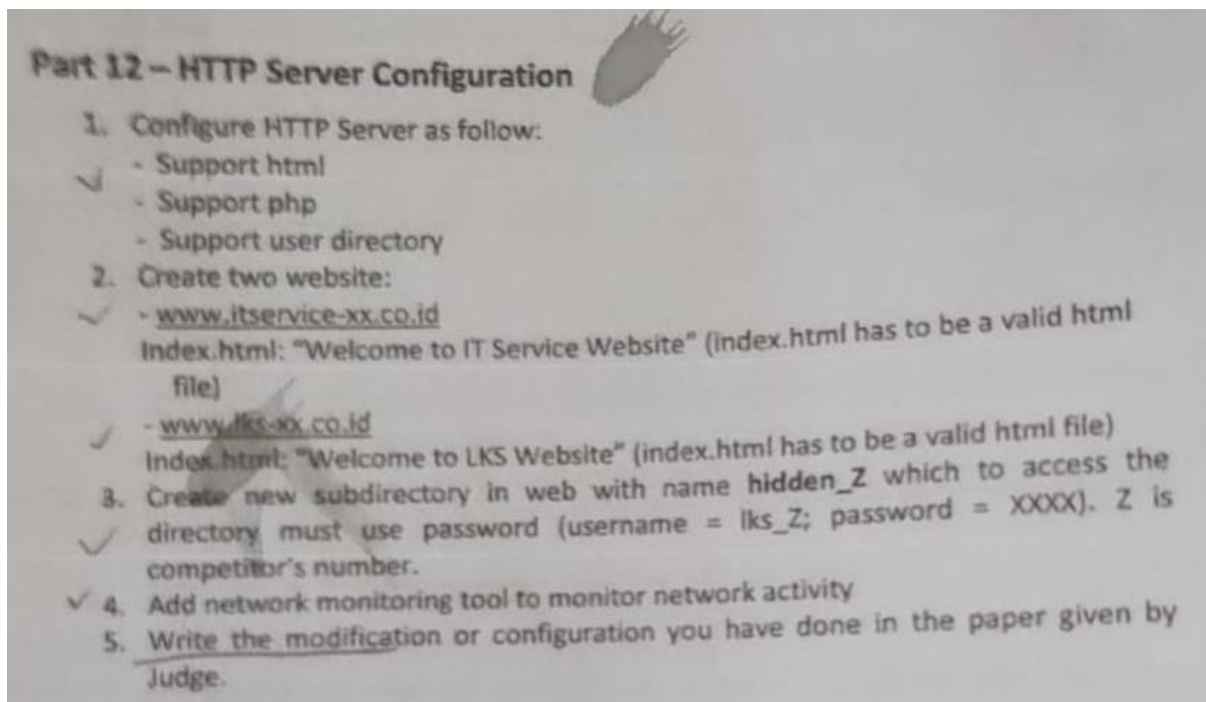 Part 12 – HTTP Server Configuration
1. Configure HTTP Server as follow:
- Support html
- Support php
- Support user directory
2. Create two website:
- www.itservice-xx.co.id
Index.html: "Welcome to IT Service Website" (index.html has to be a valid html
file)
- www.lks-xx.co.id
Index.html: "Welcome to LKS Website" (index.html has to be a valid html file)
3. Create new subdirectory in web with name hidden_Z which to access the
directory must use password (username = lks_Z; password = XXXX). Z is
competitor's number.
4. Add network monitoring tool to monitor network activity
5. Write the modification or configuration you have done in the paper given by
Judge.